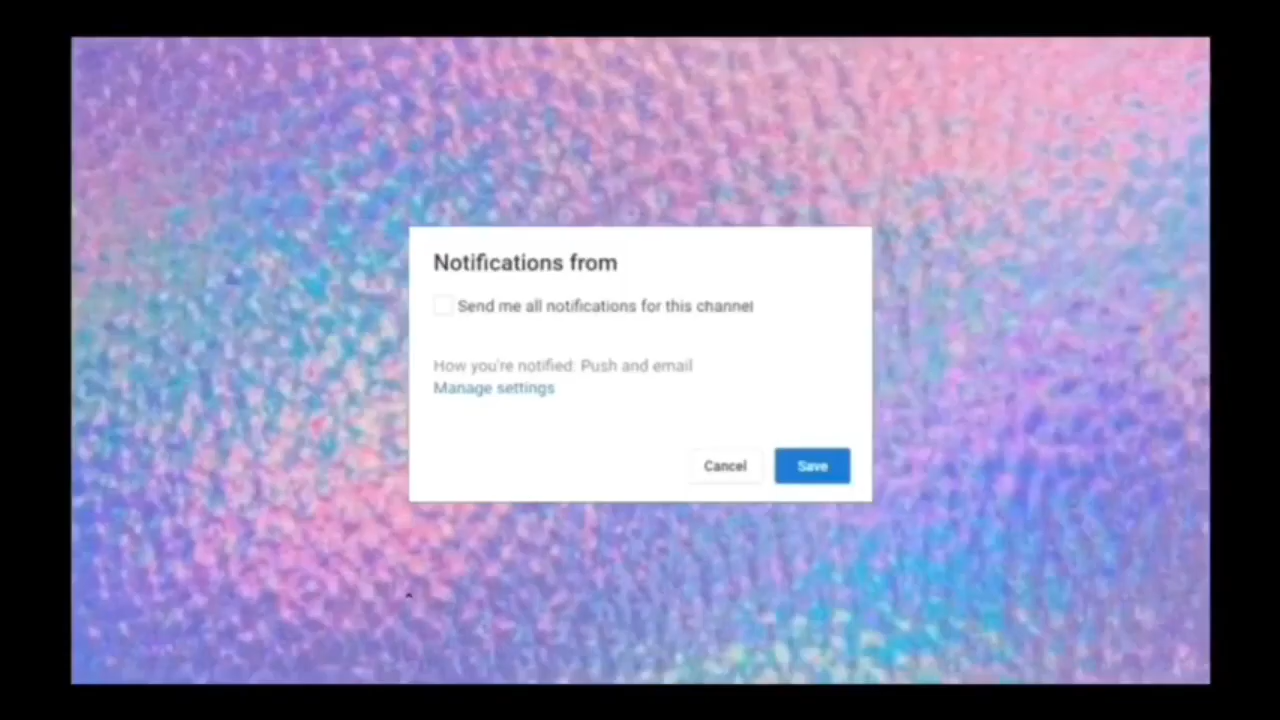 Notifications from
Send me all notifications for this channel
How you're notified: Push and email
Manage settings
Cancel
Save